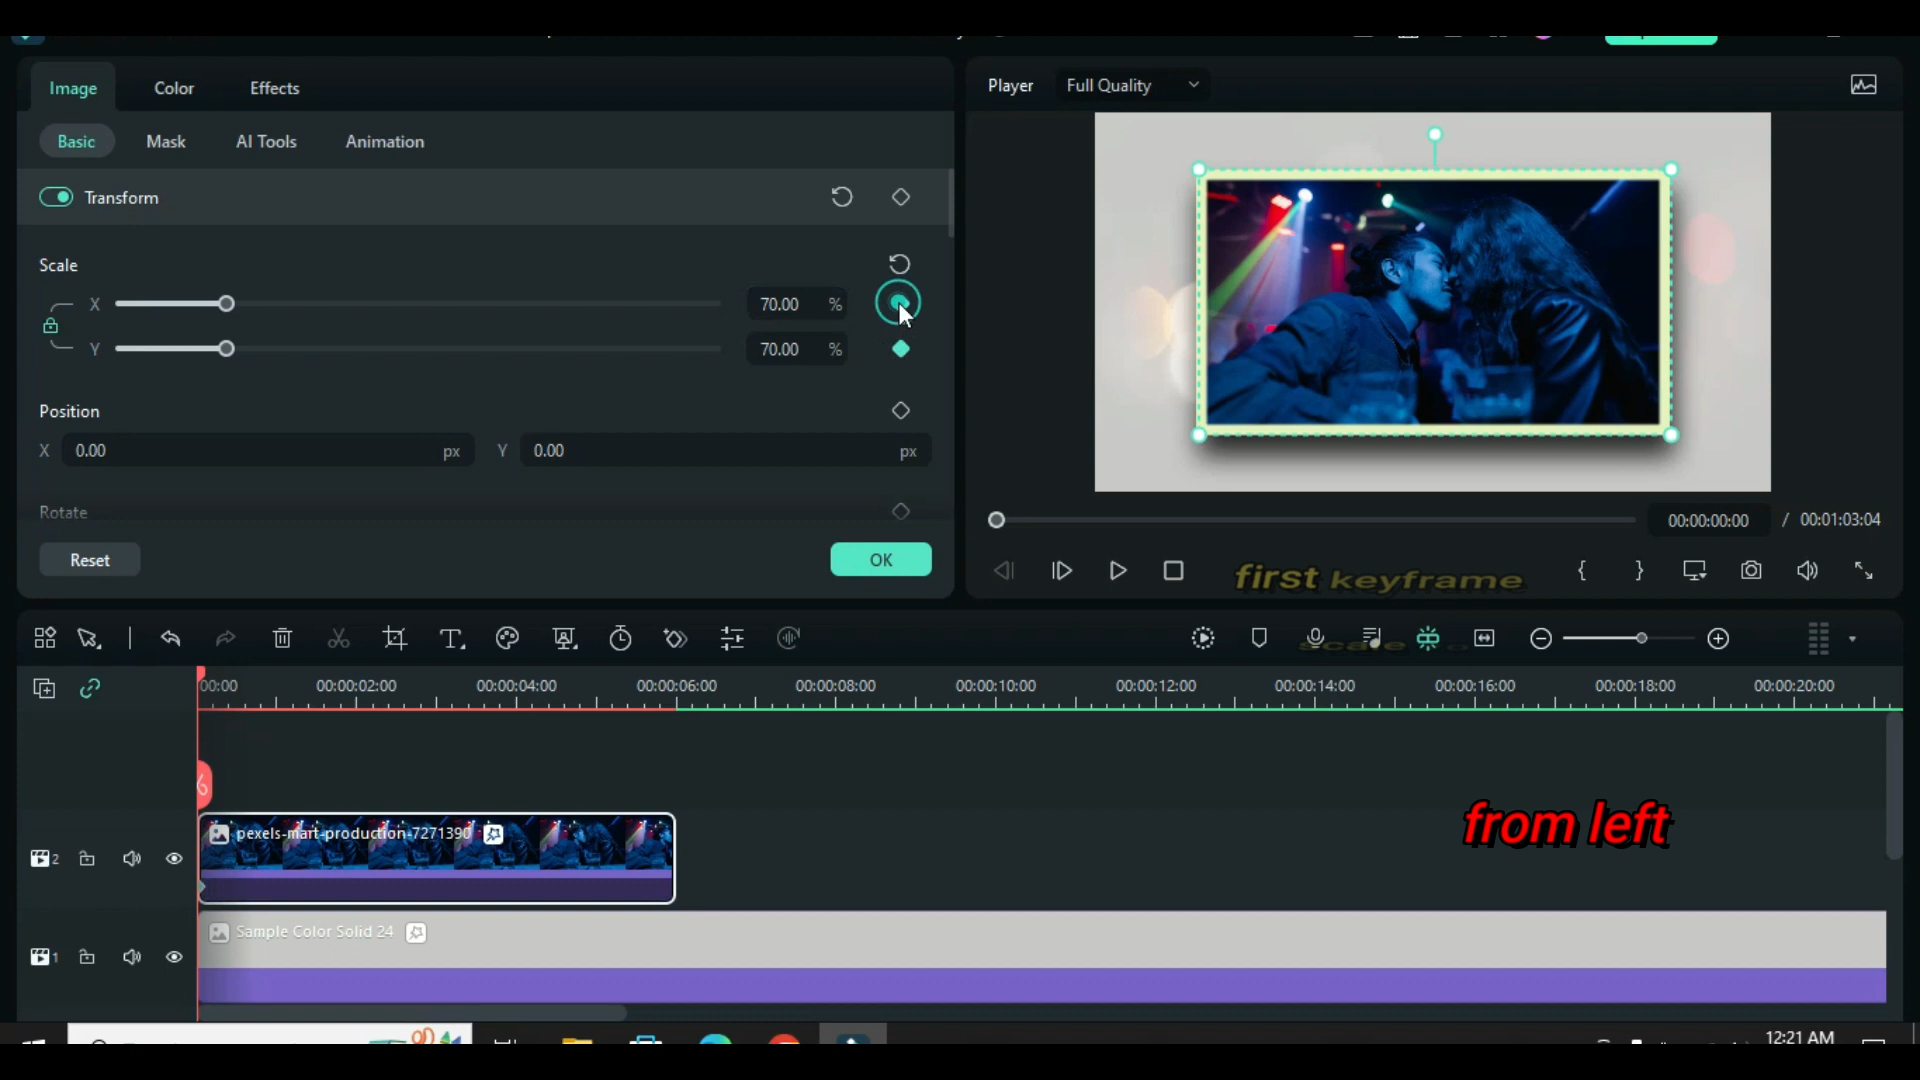 Image Color Effects
Player Full Quality
Basic Mask AI Tools Animation
Transform
Scale
X 70.00 %
Y 70.00 %
Position
X 0.00 px Y 0.00 px
Rotate
Reset OK
00:00:00:00 / 00:01:03:04
first keyframe
scale
00:00 00:00:02:00 00:00:04:00 00:00:06:00 00:00:08:00 00:00:10:00 00:00:12:00 00:00:14:00 00:00:16:00 00:00:18:00 00:00:20:00
from left
pexels-mart-production-7271390
2
Sample Color Solid 24
1
12:21 AM